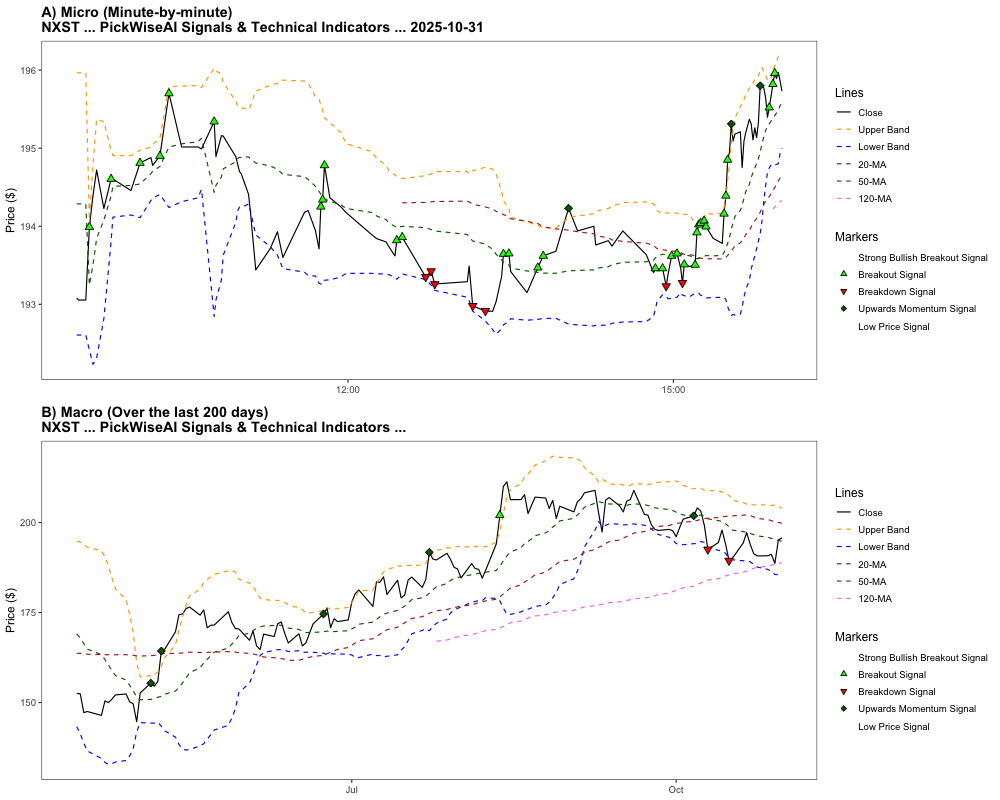 A) Micro (Minute-by-minute)
NXST ... PickWiseAI Signals & Technical Indicators ... 2025-10-31
Price ($)
196
195
194
193
12:00
15:00
Lines
Close
Upper Band
Lower Band
20-MA
50-MA
120-MA
Markers
Strong Bullish Breakout Signal
Breakout Signal
Breakdown Signal
Upwards Momentum Signal
Low Price Signal
B) Macro (Over the last 200 days)
NXST ... PickWiseAI Signals & Technical Indicators ...
Price ($)
200
175
150
Jul
Oct
Lines
Close
Upper Band
Lower Band
20-MA
50-MA
120-MA
Markers
Strong Bullish Breakout Signal
Breakout Signal
Breakdown Signal
Upwards Momentum Signal
Low Price Signal